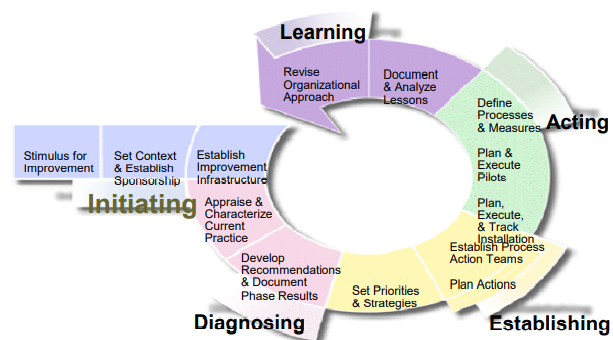 Learning
Revise
Organizational
Approach
Document
& Analyze
Lessons
Acting
Define
Processes
& Measures
Plan &
Execute
Pilots
Plan,
Execute,
& Track
Installation
Stimulus for
Improvement
Set Context
& Establish
Sponsorship
Establish
Improvement
Infrastructure
Initiating
Appraise &
Characterize
Current
Practice
Develop
Recommendations
& Document
Phase Results
Diagnosing
Set Priorities
& Strategies
Establish Process
Action Teams
Plan Actions
Establishing